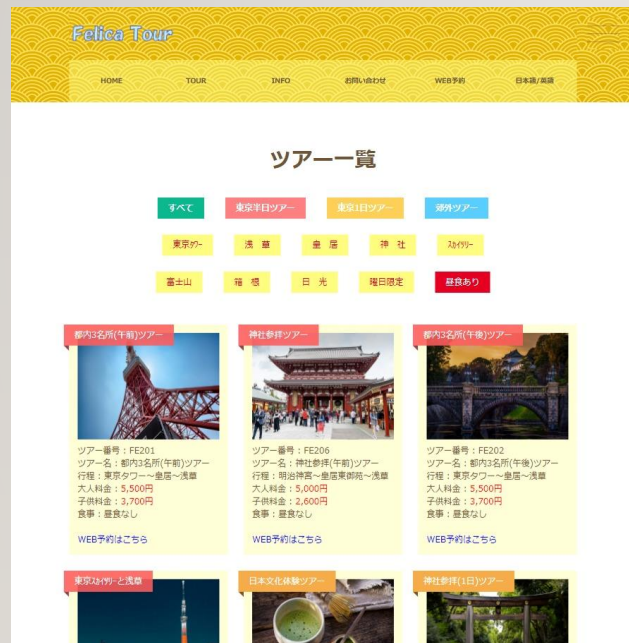 Felica Tour
HOME TOUR INFO お問い合わせ WEB予約 日本語/英語
ツアー一覧
すべて 東京半日ツアー 東京1日ツアー 郊外ツアー
東京ﾀﾜｰ 浅 草 皇 居 神 社 ｽｶｲﾂﾘｰ
富士山 箱 根 日 光 曜日限定 昼食あり
都内3名所(午前)ツアー
ツアー番号：FE201
ツアー名：都内3名所(午前)ツアー
行程：東京タワー～皇居～浅草
大人料金：5,500円
子供料金：3,700円
食事：昼食なし
WEB予約はこちら
神社参拝ツアー
ツアー番号：FE206
ツアー名：神社参拝(午前)ツアー
行程：明治神宮～皇居東御苑～浅草
大人料金：5,000円
子供料金：2,600円
食事：昼食なし
WEB予約はこちら
都内3名所(午後)ツアー
ツアー番号：FE202
ツアー名：都内3名所(午後)ツアー
行程：東京タワー～皇居～浅草
大人料金：5,500円
子供料金：3,700円
食事：昼食なし
WEB予約はこちら
東京ｽｶｲﾂﾘｰと浅草
日本文化体験ツアー
神社参拝(1日)ツアー